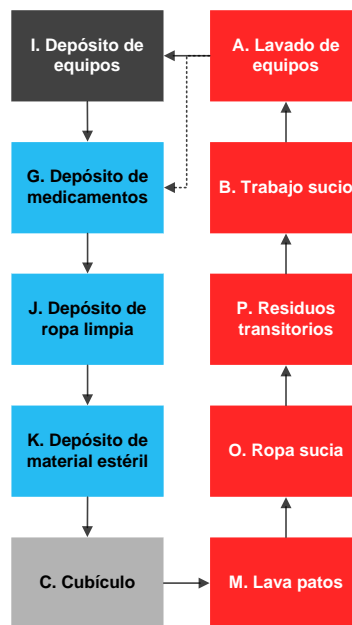 I. Depósito de
equipos
A. Lavado de
equipos
G. Depósito de
medicamentos
B. Trabajo sucio
J. Depósito de
ropa limpia
P. Residuos
transitorios
K. Depósito de
material estéril
O. Ropa sucia
C. Cubículo
M. Lava patos